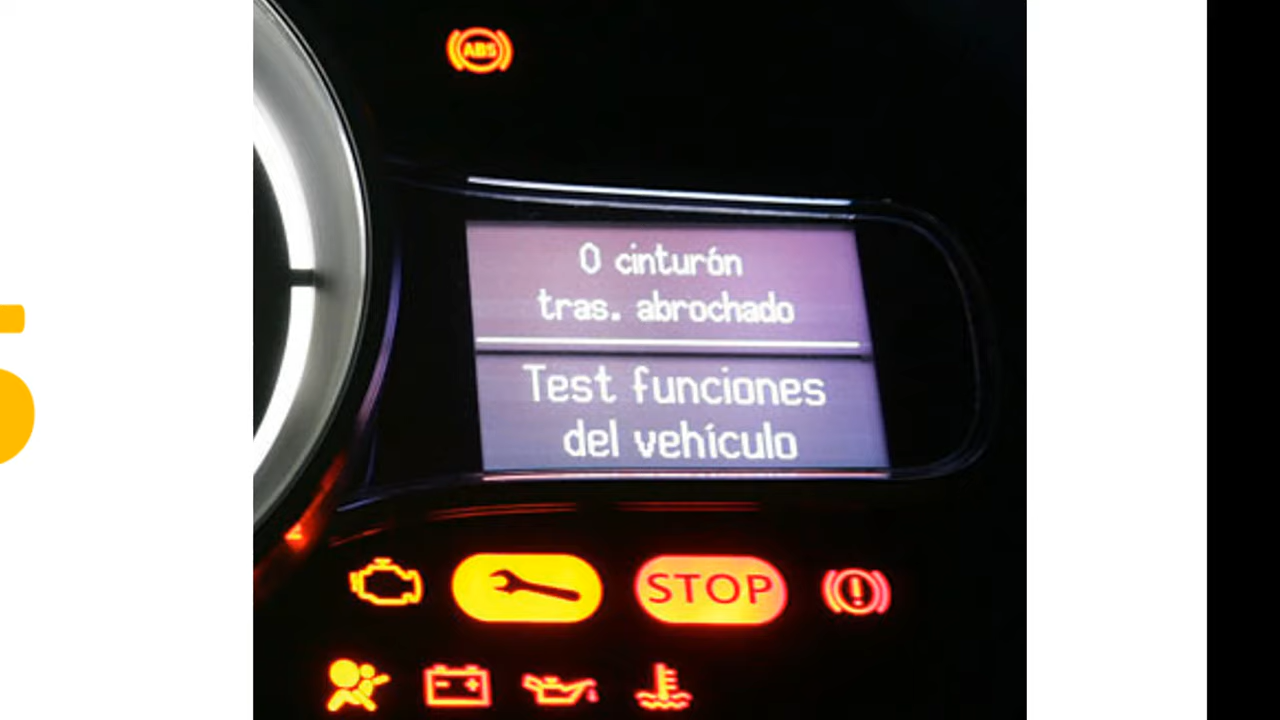 ABS
0 cinturón
tras. abrochado
Test funciones
del vehículo
STOP